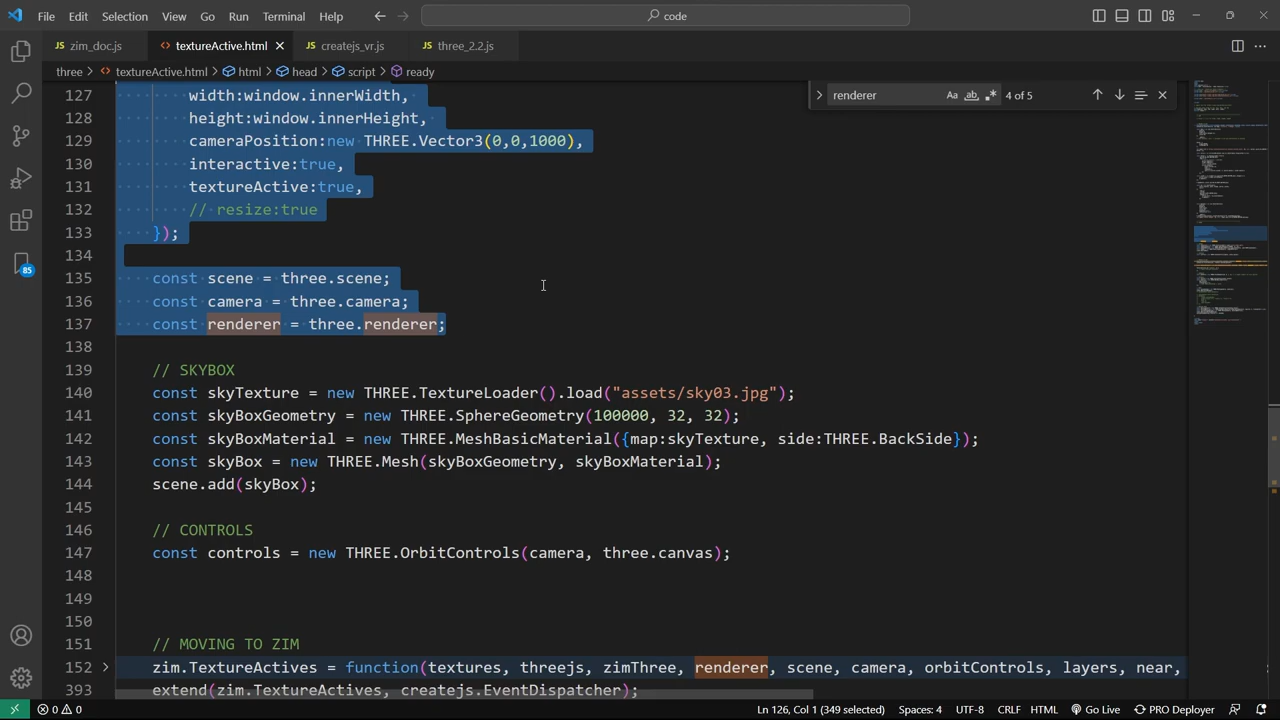 File Edit Selection View Go Run Terminal Help
code
zim_doc.js
textureActive.html
createjs_vr.js
three_2.2.js
three > textureActive.html > html > head > script > ready
renderer ab 4 of 5
127 width:window.innerWidth,
128 height:window.innerHeight,
129 cameraPosition:new THREE.Vector3(0,0,1000),
130 interactive:true,
131 textureActive:true,
132 // resize:true
133 });
134
135 const scene = three.scene;
136 const camera = three.camera;
137 const renderer = three.renderer;
138
139 // SKYBOX
140 const skyTexture = new THREE.TextureLoader().load("assets/sky03.jpg");
141 const skyBoxGeometry = new THREE.SphereGeometry(100000, 32, 32);
142 const skyBoxMaterial = new THREE.MeshBasicMaterial({map:skyTexture, side:THREE.BackSide});
143 const skyBox = new THREE.Mesh(skyBoxGeometry, skyBoxMaterial);
144 scene.add(skyBox);
145
146 // CONTROLS
147 const controls = new THREE.OrbitControls(camera, three.canvas);
148
149
150
151 // MOVING TO ZIM
152 zim.TextureActives = function(textures, threejs, zimThree, renderer, scene, camera, orbitControls, layers, near,
393 extend(zim.TextureActives, createjs.EventDispatcher);
85
0 0 Ln 126, Col 1 (349 selected) Spaces: 4 UTF-8 CRLF HTML Go Live PRO Deployer